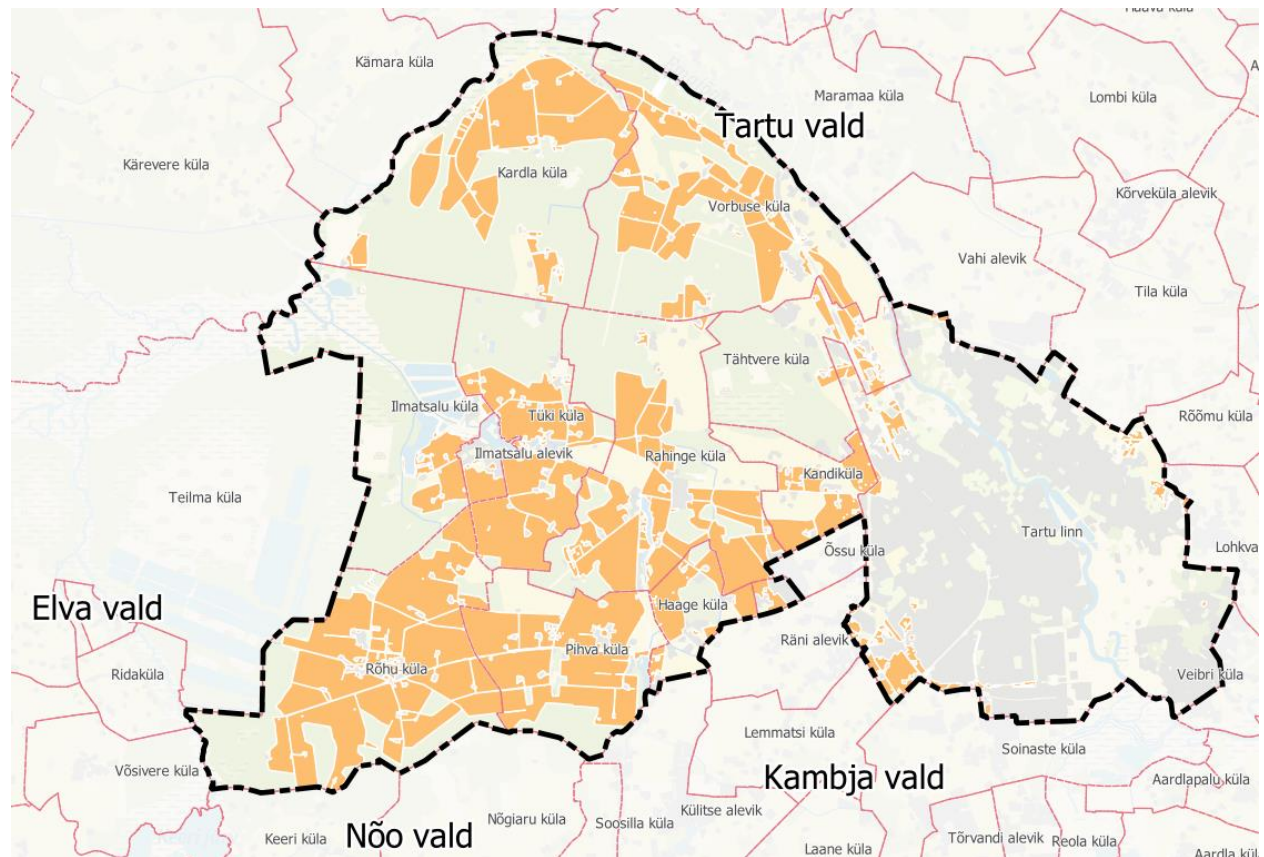 Haava küla
Kämara küla
Maramaa küla
Lombi küla
Tartu vald
Kärevere küla
Kardla küla
Kõrveküla alevik
Vorbuse küla
Vahi alevik
Tila küla
Tähtvere küla
Ilmatsalu küla
Tüki küla
Rõõmu küla
Ilmatsalu alevik
Rahinge küla
Kandiküla
Teilma küla
Tartu linn
Õssu küla
Lohkva
Elva vald
Haage küla
Räni alevik
Pihva küla
Rõhu küla
Ridaküla
Veibri küla
Lemmatsi küla
Soinaste küla
Võsivere küla
Kambja vald
Aardlapalu küla
Külitse alevik
Nõgiaru küla
Soosilla küla
Keeri küla
Nõo vald
Tõrvandi alevik
Reola küla
Laane küla
Aardla kül